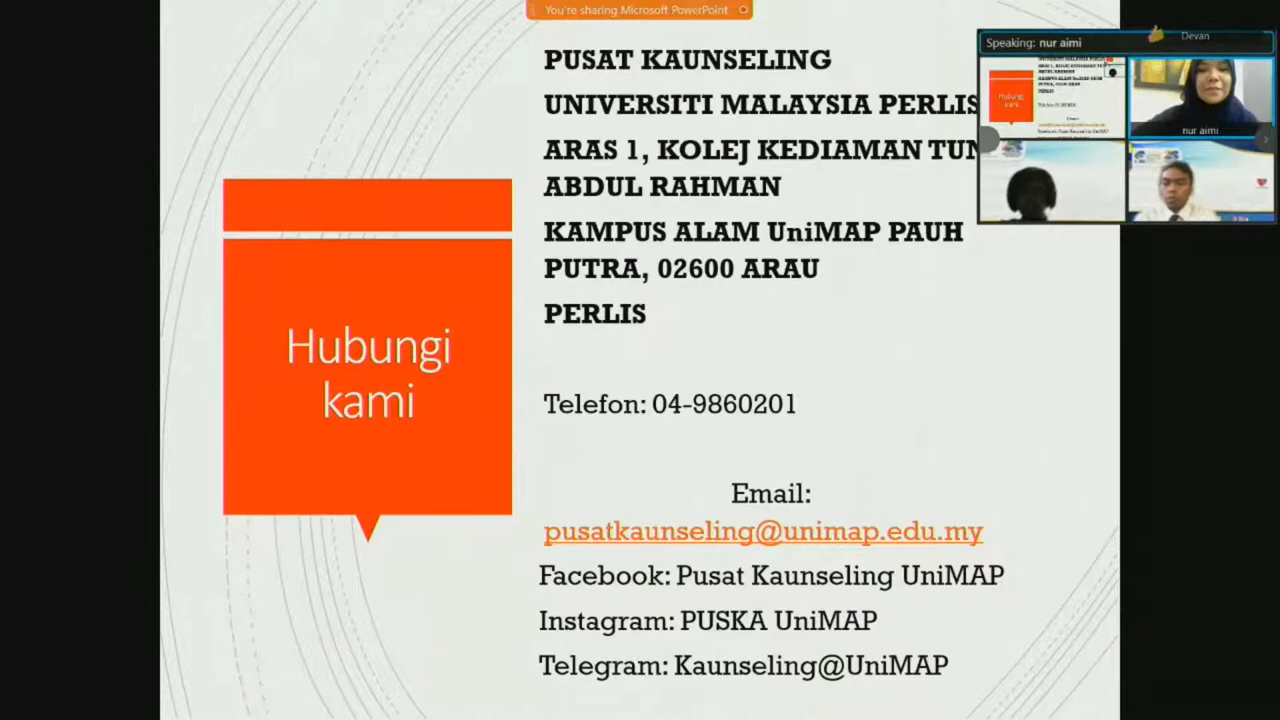 You're sharing Microsoft PowerPoint
Devan
Speaking: nur aimi
nur aimi
PUSAT KAUNSELING
UNIVERSITI MALAYSIA PERLIS
ARAS 1, KOLEJ KEDIAMAN
ABDUL RAHMAN
KAMPUS ALAM UniMAP PAUH
PUTRA, 02600 ARAU
PERLIS
Hubungi
kami
Telefon: 04-9860201
Email:
pusatkaunseling@unimap.edu.my
Facebook: Pusat Kaunseling UniMAP
Instagram: PUSKA UniMAP
Telegram: Kaunseling@UniMAP